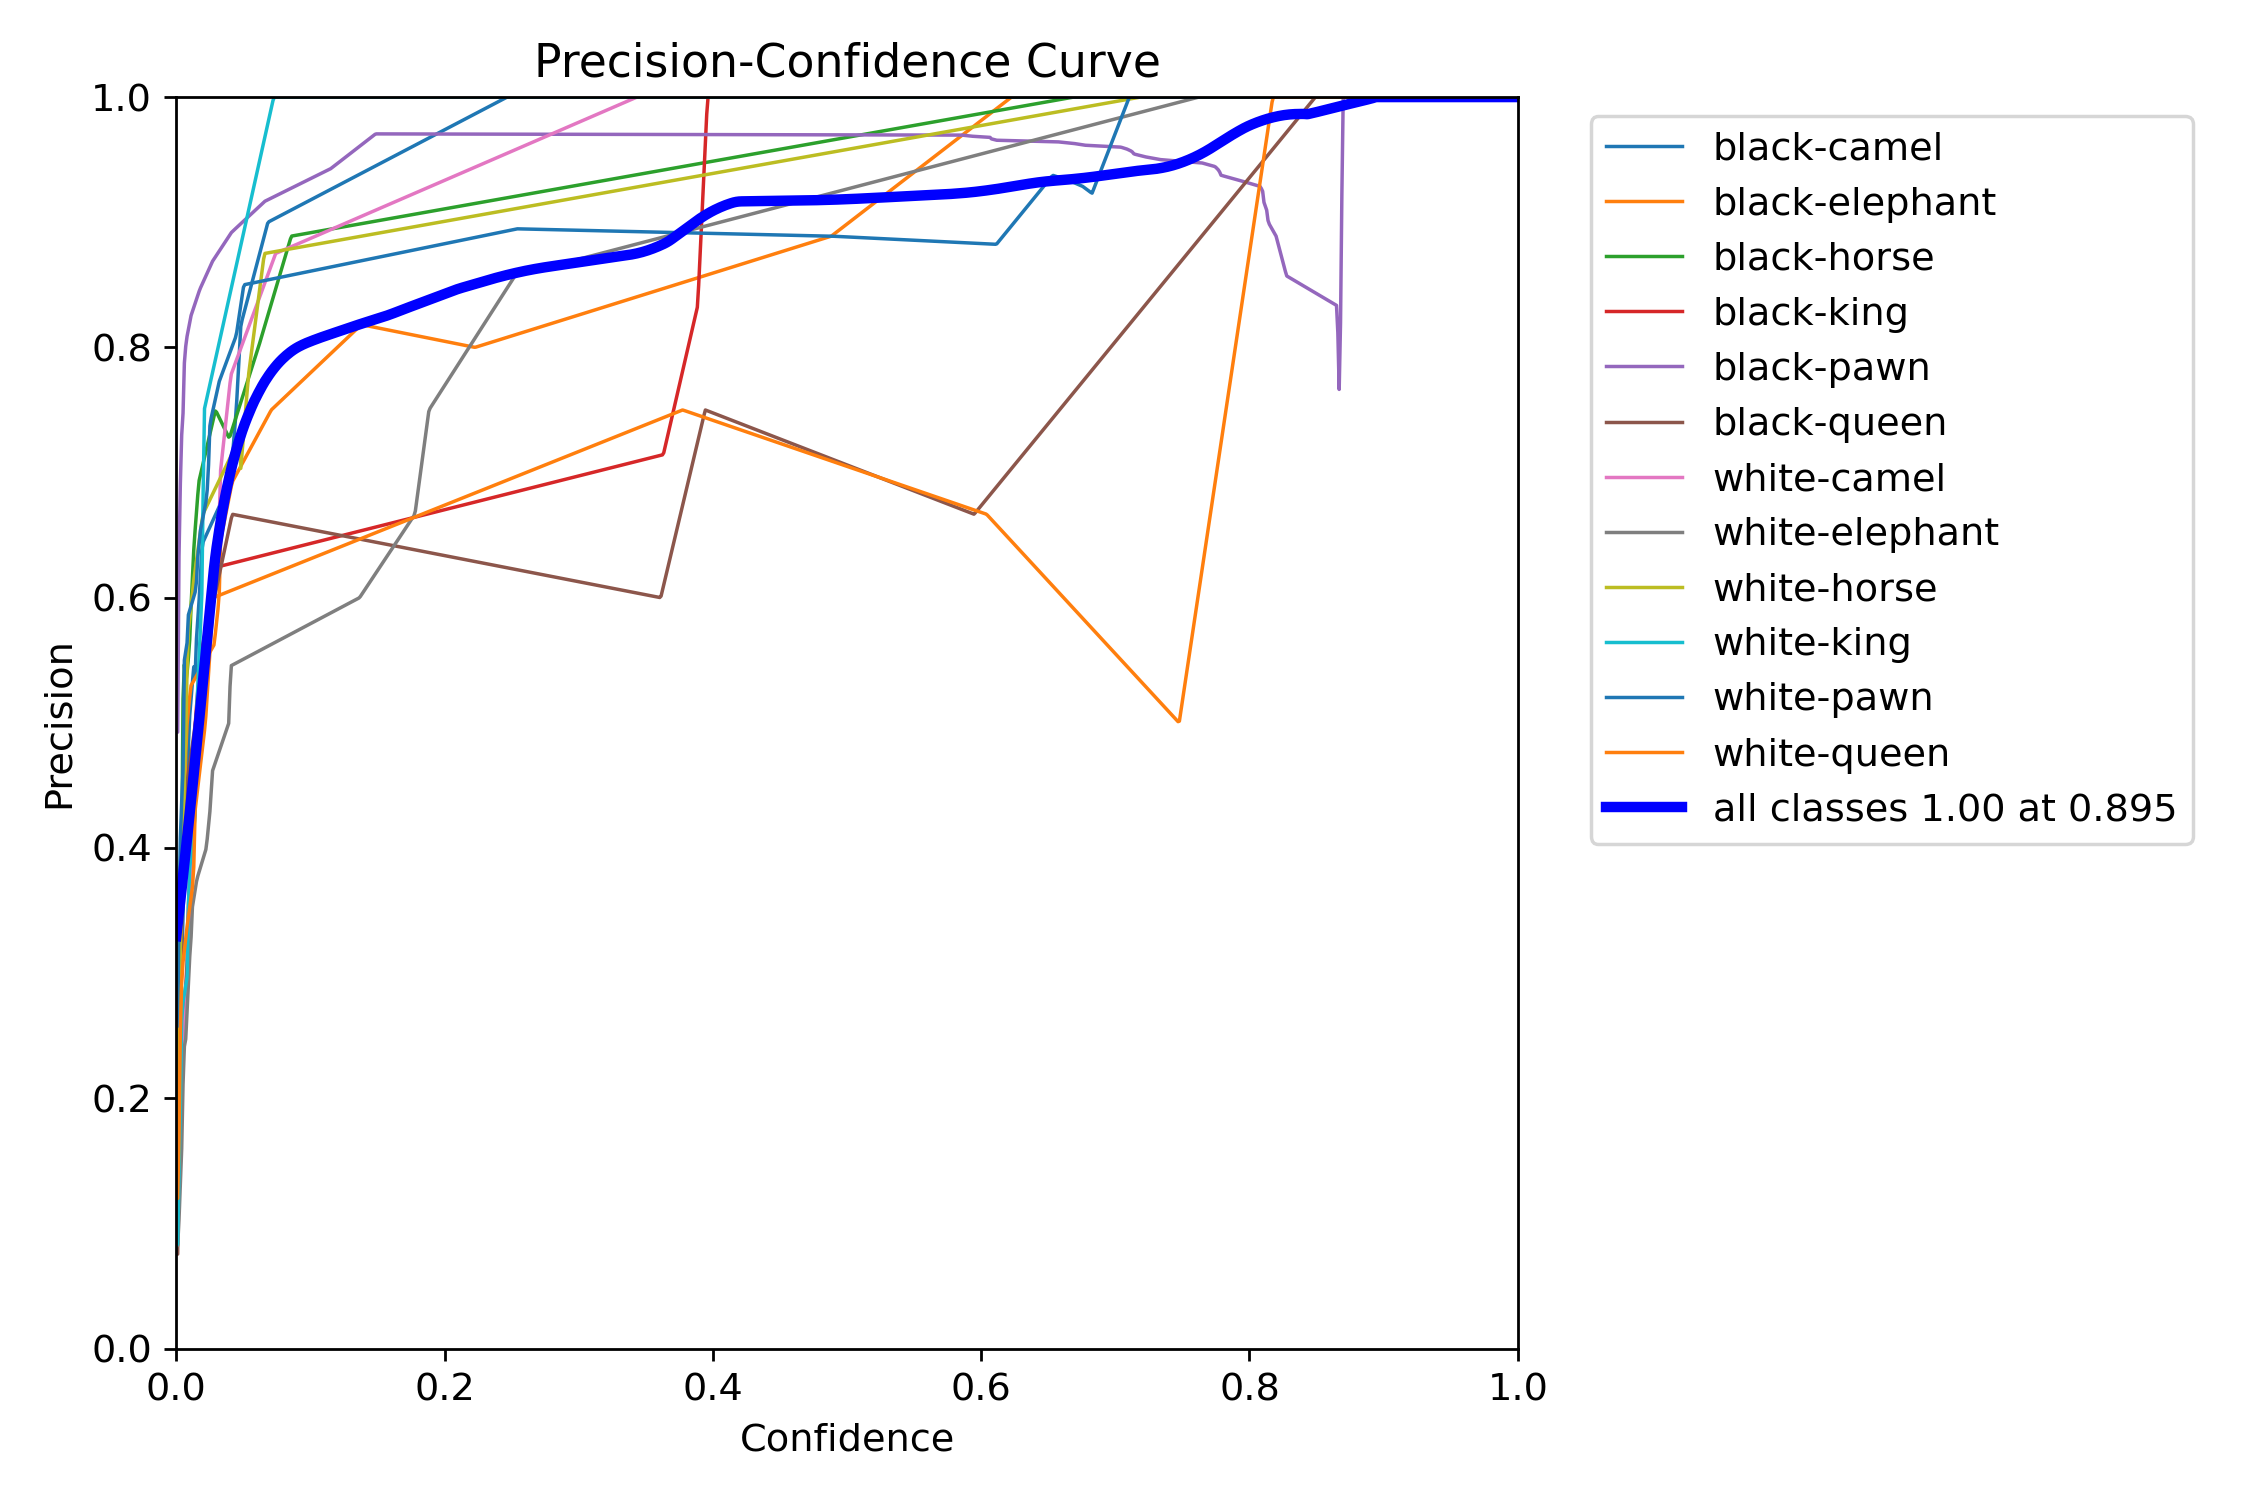 Precision-Confidence Curve
1.0
0.8
0.6
0.4
0.2
0.0
Precision
0.0 0.2 0.4 0.6 0.8 1.0
Confidence
black-camel
black-elephant
black-horse
black-king
black-pawn
black-queen
white-camel
white-elephant
white-horse
white-king
white-pawn
white-queen
all classes 1.00 at 0.895